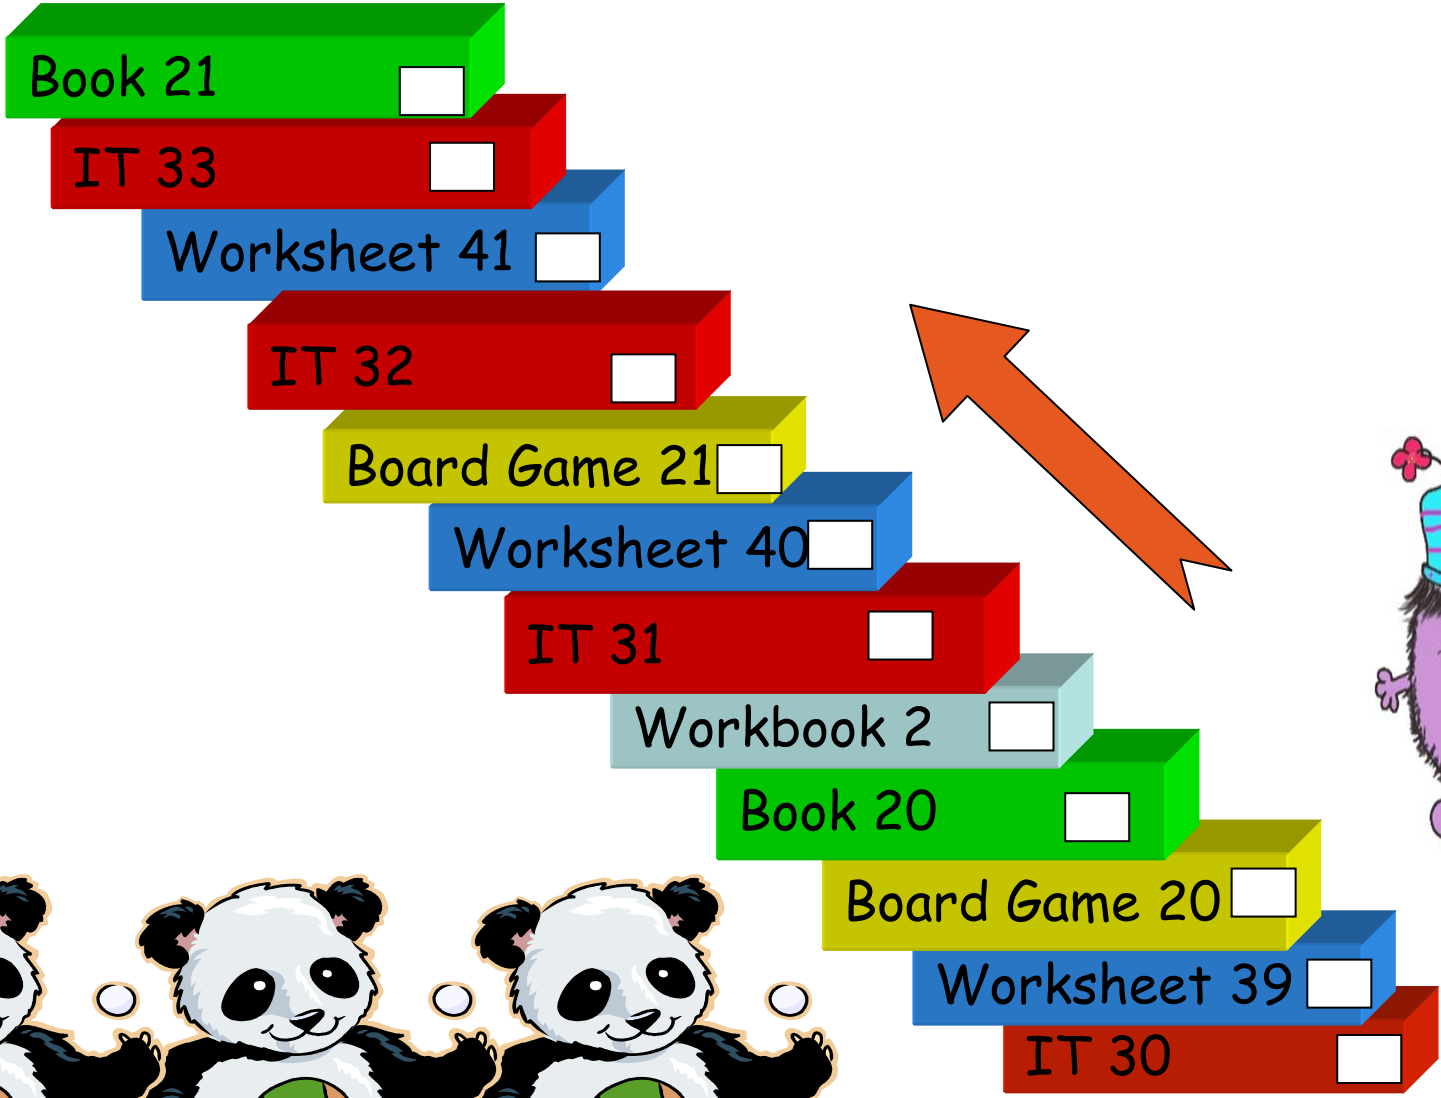 Book 21
IT 33
Worksheet 41
IT 32
Board Game 21
Worksheet 40
IT 31
Workbook 2
Book 20
Board Game 20
Worksheet 39
IT 30